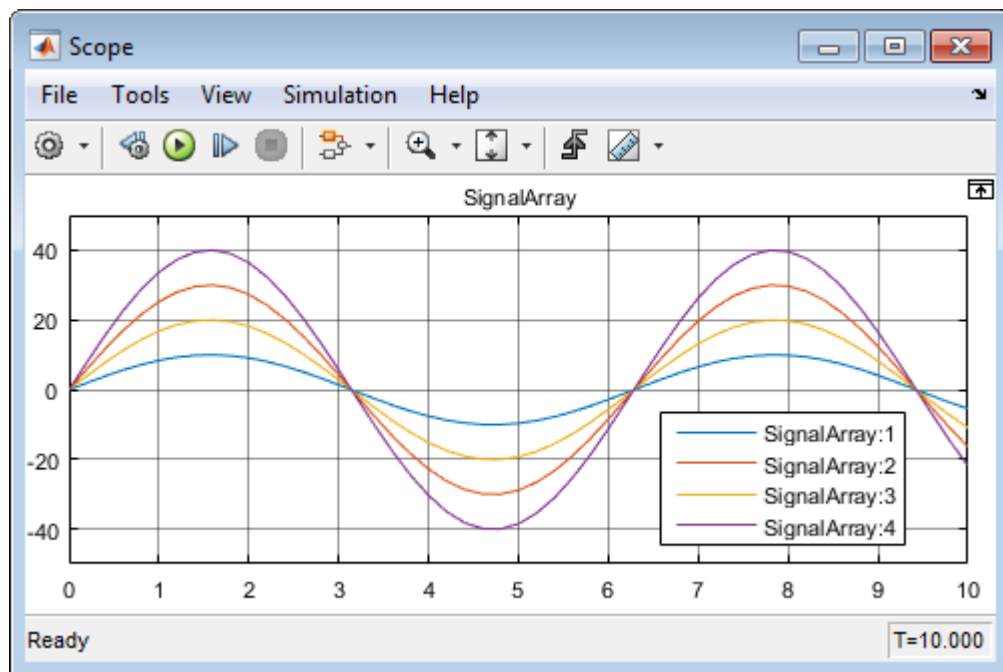 Scope
File Tools View Simulation Help
SignalArray
40
20
0
-20
-40
SignalArray:1
SignalArray:2
SignalArray:3
SignalArray:4
0 1 2 3 4 5 6 7 8 9 10
Ready T=10.000